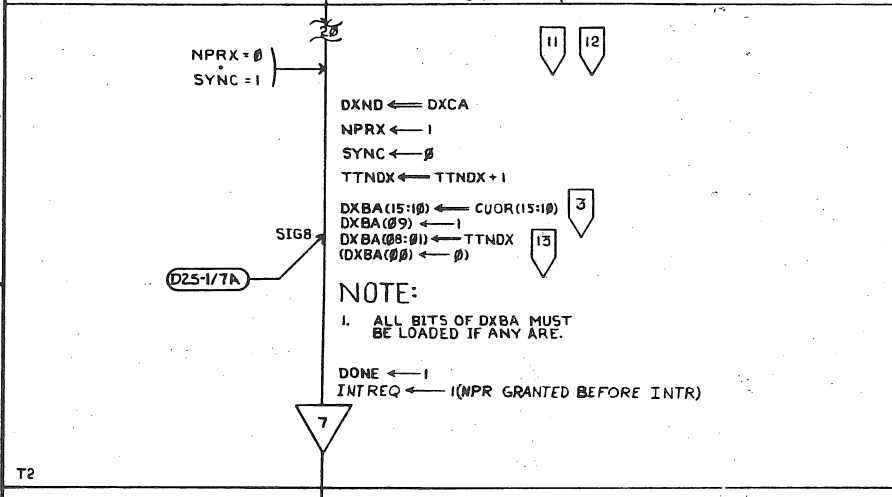 20
11
12
NPRX = Ø
·
SYNC = 1
DXND ⟸ DXCA
NPRX ⟵ 1
SYNC ⟵ Ø
TTNDX ⟸ TTNDX + 1
DXBA(15:1Ø) ⟸ CUOR(15:1Ø)
3
DXBA(Ø9) ⟵ 1
SIG8
DXBA(Ø8:Ø1) ⟸ TTNDX
13
(DXBA(ØØ) ⟵ Ø)
D25-1/7A
NOTE:
1. ALL BITS OF DXBA MUST
BE LOADED IF ANY ARE.
DONE ⟵ 1
INTREQ ⟵ 1(NPR GRANTED BEFORE INTR)
7
T2